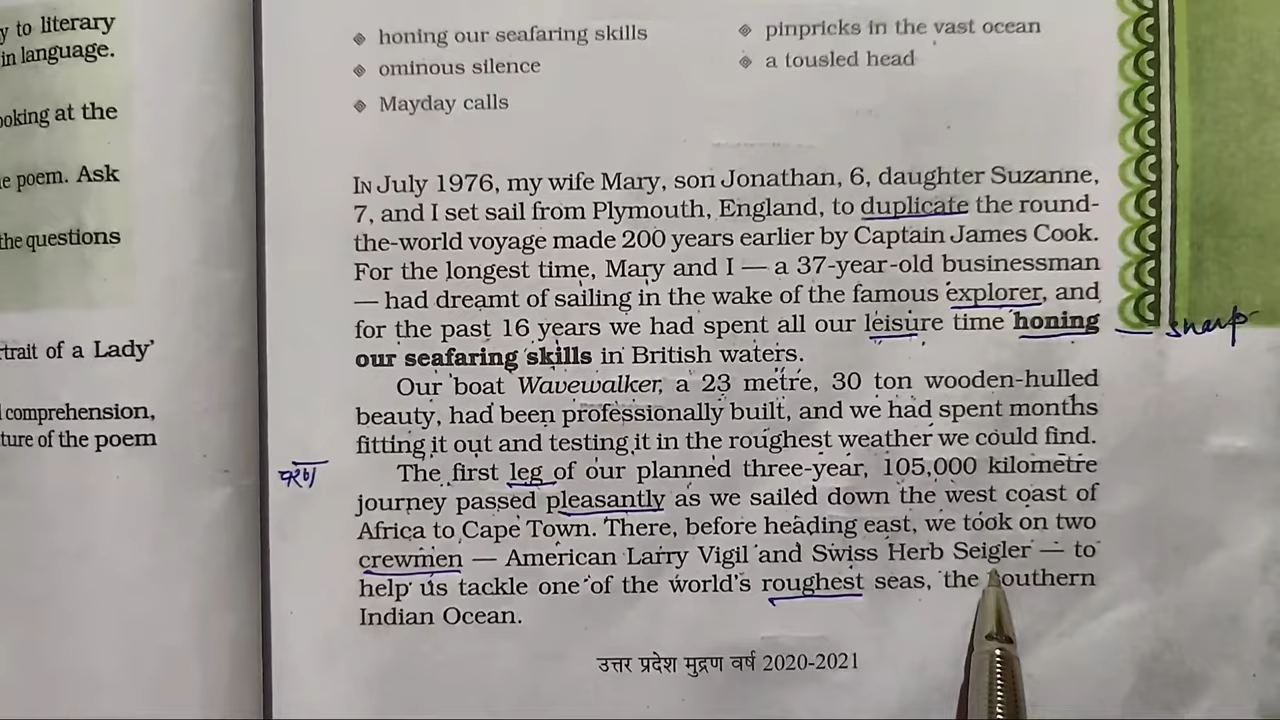 y to literary
in language.
ooking at the
e poem. Ask
the questions
rtrait of a Lady’
comprehension,
ture of the poem
honing our seafaring skills
ominous silence
Mayday calls
pinpricks in the vast ocean
a tousled head
IN July 1976, my wife Mary, son Jonathan, 6, daughter Suzanne,
7, and I set sail from Plymouth, England, to duplicate the round-
the-world voyage made 200 years earlier by Captain James Cook.
For the longest time, Mary and I — a 37-year-old businessman
— had dreamt of sailing in the wake of the famous explorer, and
for the past 16 years we had spent all our leisure time honing
our seafaring skills in British waters.
sharp
Our boat Wavewalker, a 23 metre, 30 ton wooden-hulled
beauty, had been professionally built, and we had spent months
fitting it out and testing it in the roughest weather we could find.
चरण
The first leg of our planned three-year, 105,000 kilometre
journey passed pleasantly as we sailed down the west coast of
Africa to Cape Town. There, before heading east, we took on two
crewmen — American Larry Vigil and Swiss Herb Seigler — to
help us tackle one of the world’s roughest seas, the southern
Indian Ocean.
उत्तर प्रदेश मुद्रण वर्ष 2020-2021